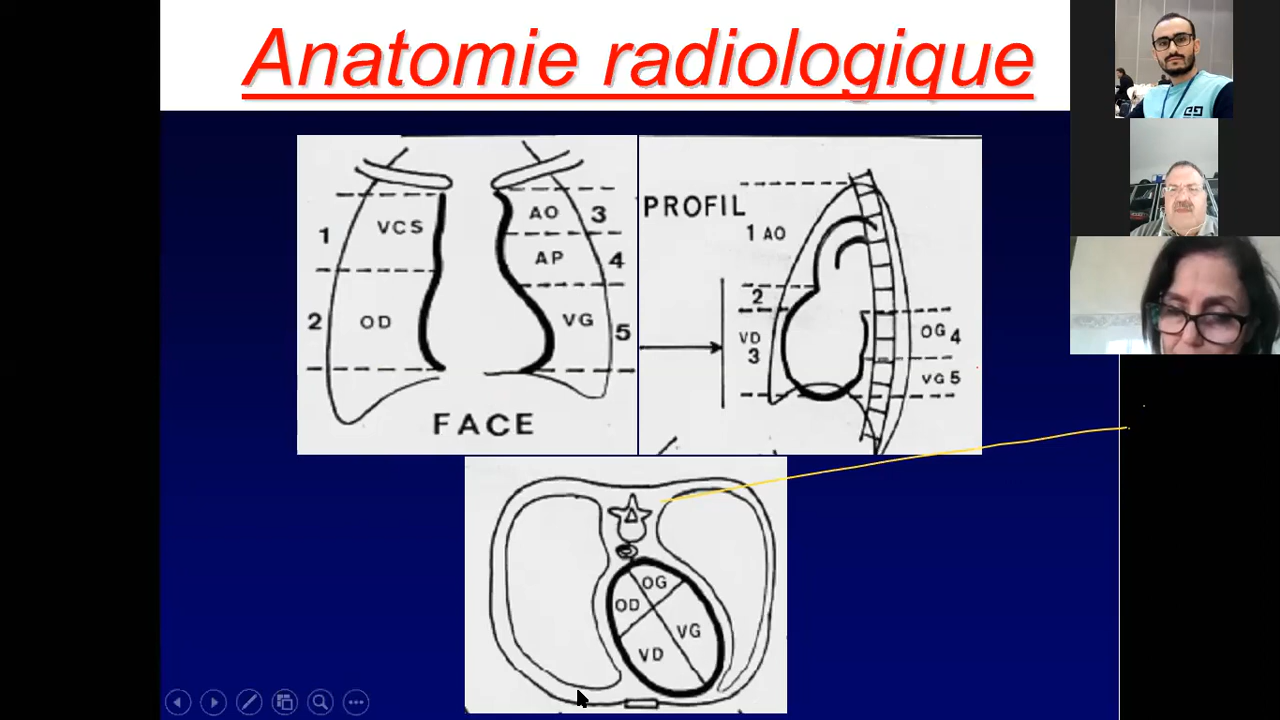 Anatomie radiologique
1 VCS
2 OD
AO 3
AP 4
VG 5
FACE
PROFIL
1 AO
2
VD
3
OG 4
VG 5
OG
OD
VG
VD